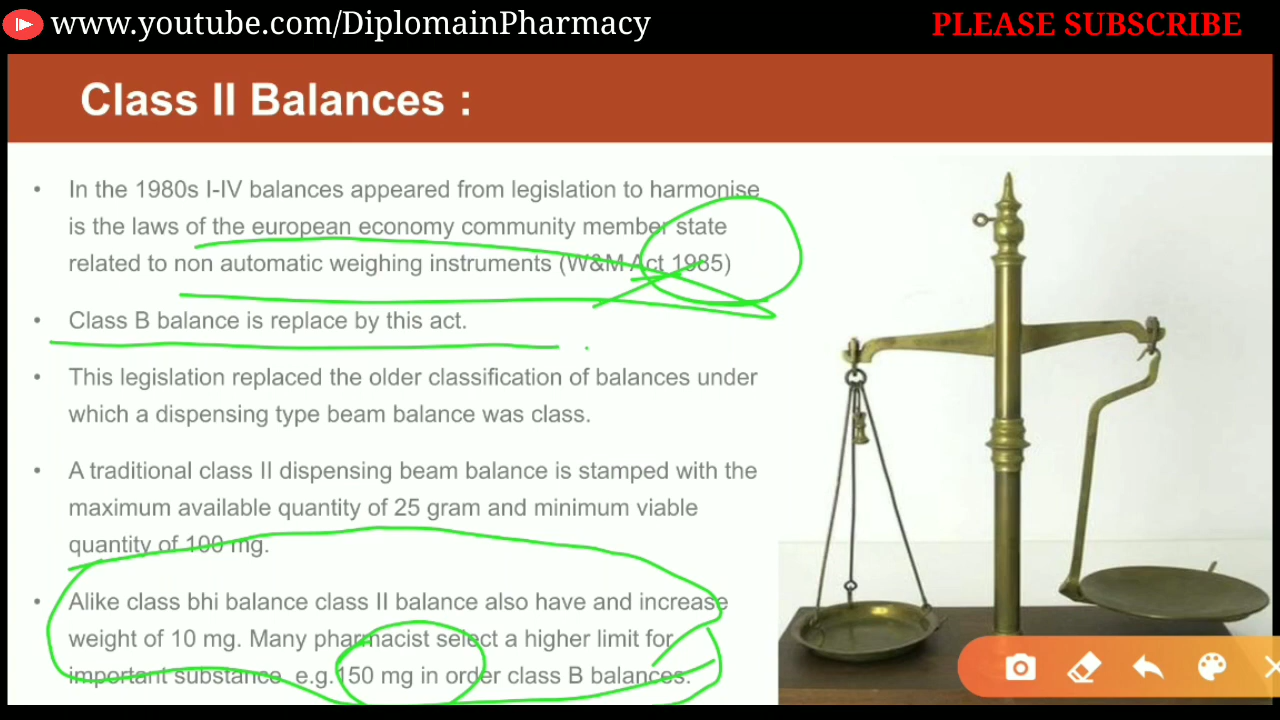 www.youtube.com/DiplomainPharmacy
PLEASE SUBSCRIBE
Class II Balances :
• In the 1980s I-IV balances appeared from legislation to harmonise
is the laws of the european economy community member state
related to non automatic weighing instruments (W&M Act 1985)
• Class B balance is replace by this act.
• This legislation replaced the older classification of balances under
which a dispensing type beam balance was class.
• A traditional class II dispensing beam balance is stamped with the
maximum available quantity of 25 gram and minimum viable
quantity of 100 mg.
• Alike class bhi balance class II balance also have and increase
weight of 10 mg. Many pharmacist select a higher limit for
important substance, e.g.150 mg in order class B balances.